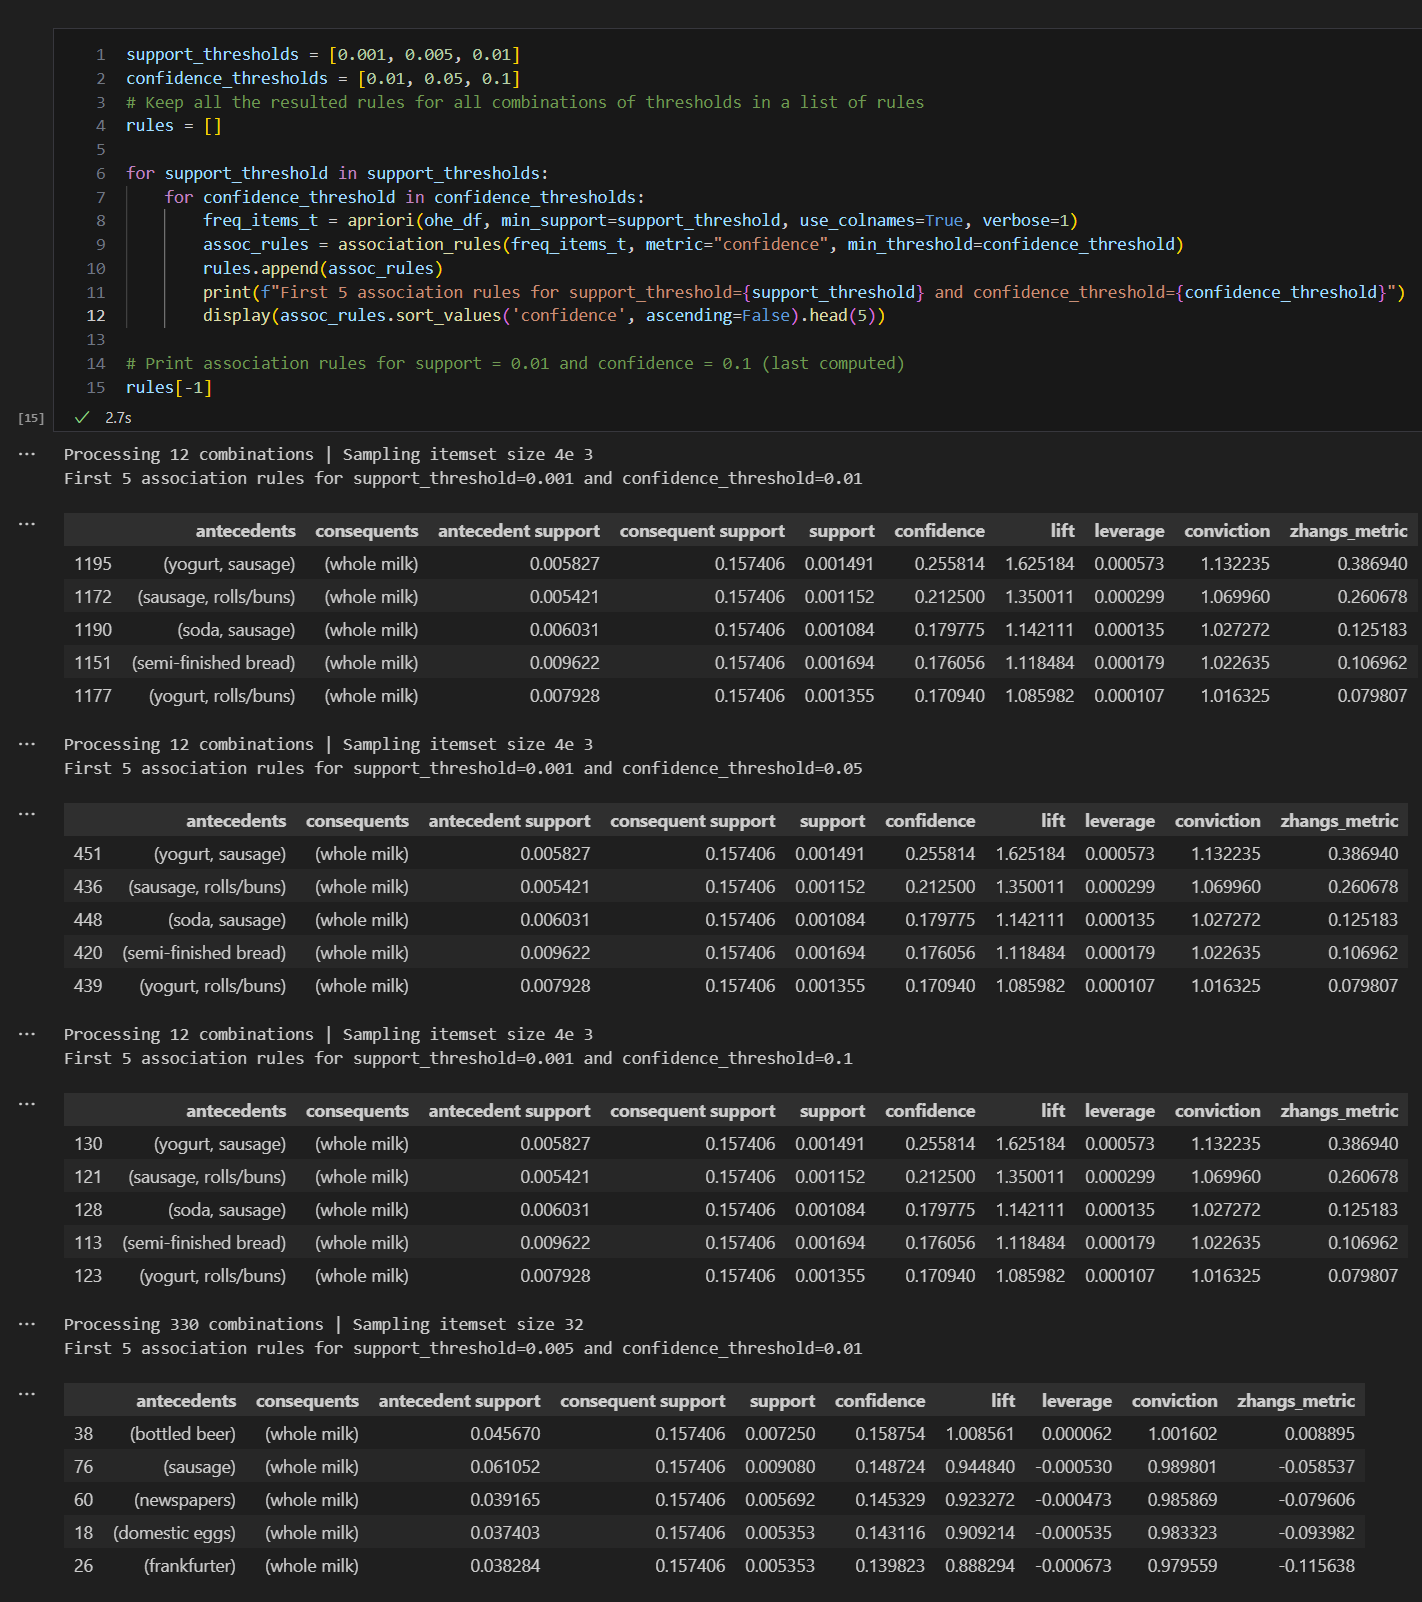 1 support_thresholds = [0.001, 0.005, 0.01]
2 confidence_thresholds = [0.01, 0.05, 0.1]
3 # Keep all the resulted rules for all combinations of thresholds in a list of rules
4 rules = []
5
6 for support_threshold in support_thresholds:
7 for confidence_threshold in confidence_thresholds:
8 freq_items_t = apriori(ohe_df, min_support=support_threshold, use_colnames=True, verbose=1)
9 assoc_rules = association_rules(freq_items_t, metric="confidence", min_threshold=confidence_threshold)
10 rules.append(assoc_rules)
11 print(f"First 5 association rules for support_threshold={support_threshold} and confidence_threshold={confidence_threshold}")
12 display(assoc_rules.sort_values('confidence', ascending=False).head(5))
13
14 # Print association rules for support = 0.01 and confidence = 0.1 (last computed)
15 rules[-1]
[15] ✓ 2.7s
... Processing 12 combinations | Sampling itemset size 4e 3
First 5 association rules for support_threshold=0.001 and confidence_threshold=0.01
... antecedents consequents antecedent support consequent support support confidence lift leverage conviction zhangs_metric
1195 (yogurt, sausage) (whole milk) 0.005827 0.157406 0.001491 0.255814 1.625184 0.000573 1.132235 0.386940
1172 (sausage, rolls/buns) (whole milk) 0.005421 0.157406 0.001152 0.212500 1.350011 0.000299 1.069960 0.260678
1190 (soda, sausage) (whole milk) 0.006031 0.157406 0.001084 0.179775 1.142111 0.000135 1.027272 0.125183
1151 (semi-finished bread) (whole milk) 0.009622 0.157406 0.001694 0.176056 1.118484 0.000179 1.022635 0.106962
1177 (yogurt, rolls/buns) (whole milk) 0.007928 0.157406 0.001355 0.170940 1.085982 0.000107 1.016325 0.079807
... Processing 12 combinations | Sampling itemset size 4e 3
First 5 association rules for support_threshold=0.001 and confidence_threshold=0.05
... antecedents consequents antecedent support consequent support support confidence lift leverage conviction zhangs_metric
451 (yogurt, sausage) (whole milk) 0.005827 0.157406 0.001491 0.255814 1.625184 0.000573 1.132235 0.386940
436 (sausage, rolls/buns) (whole milk) 0.005421 0.157406 0.001152 0.212500 1.350011 0.000299 1.069960 0.260678
448 (soda, sausage) (whole milk) 0.006031 0.157406 0.001084 0.179775 1.142111 0.000135 1.027272 0.125183
420 (semi-finished bread) (whole milk) 0.009622 0.157406 0.001694 0.176056 1.118484 0.000179 1.022635 0.106962
439 (yogurt, rolls/buns) (whole milk) 0.007928 0.157406 0.001355 0.170940 1.085982 0.000107 1.016325 0.079807
... Processing 12 combinations | Sampling itemset size 4e 3
First 5 association rules for support_threshold=0.001 and confidence_threshold=0.1
... antecedents consequents antecedent support consequent support support confidence lift leverage conviction zhangs_metric
130 (yogurt, sausage) (whole milk) 0.005827 0.157406 0.001491 0.255814 1.625184 0.000573 1.132235 0.386940
121 (sausage, rolls/buns) (whole milk) 0.005421 0.157406 0.001152 0.212500 1.350011 0.000299 1.069960 0.260678
128 (soda, sausage) (whole milk) 0.006031 0.157406 0.001084 0.179775 1.142111 0.000135 1.027272 0.125183
113 (semi-finished bread) (whole milk) 0.009622 0.157406 0.001694 0.176056 1.118484 0.000179 1.022635 0.106962
123 (yogurt, rolls/buns) (whole milk) 0.007928 0.157406 0.001355 0.170940 1.085982 0.000107 1.016325 0.079807
... Processing 330 combinations | Sampling itemset size 32
First 5 association rules for support_threshold=0.005 and confidence_threshold=0.01
... antecedents consequents antecedent support consequent support support confidence lift leverage conviction zhangs_metric
38 (bottled beer) (whole milk) 0.045670 0.157406 0.007250 0.158754 1.008561 0.000062 1.001602 0.008895
76 (sausage) (whole milk) 0.061052 0.157406 0.009080 0.148724 0.944840 -0.000530 0.989801 -0.058537
60 (newspapers) (whole milk) 0.039165 0.157406 0.005692 0.145329 0.923272 -0.000473 0.985869 -0.079606
18 (domestic eggs) (whole milk) 0.037403 0.157406 0.005353 0.143116 0.909214 -0.000535 0.983323 -0.093982
26 (frankfurter) (whole milk) 0.038284 0.157406 0.005353 0.139823 0.888294 -0.000673 0.979559 -0.115638